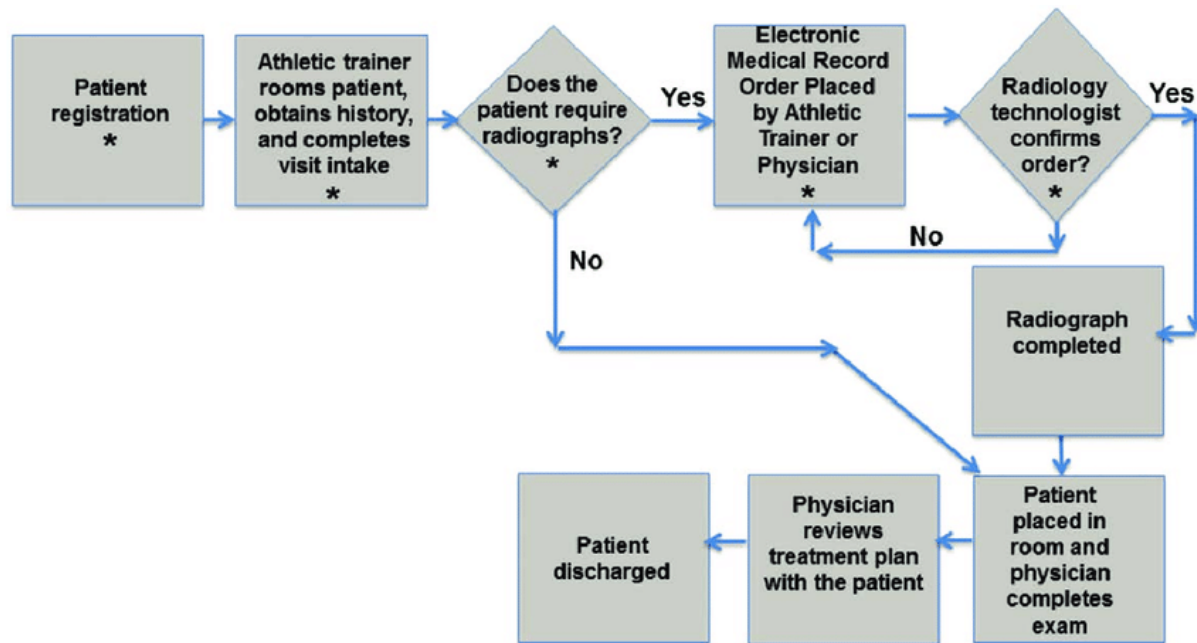 Patient
registration
*
Athletic trainer
rooms patient,
obtains history,
and completes
visit intake
*
Does the
patient require
radiographs?
*
Yes
No
Electronic
Medical Record
Order Placed
by Athletic
Trainer or
Physician
*
Radiology
technologist
confirms
order?
*
Yes
No
Radiograph
completed
Patient
placed in
room and
physician
completes
exam
Physician
reviews
treatment plan
with the patient
Patient
discharged